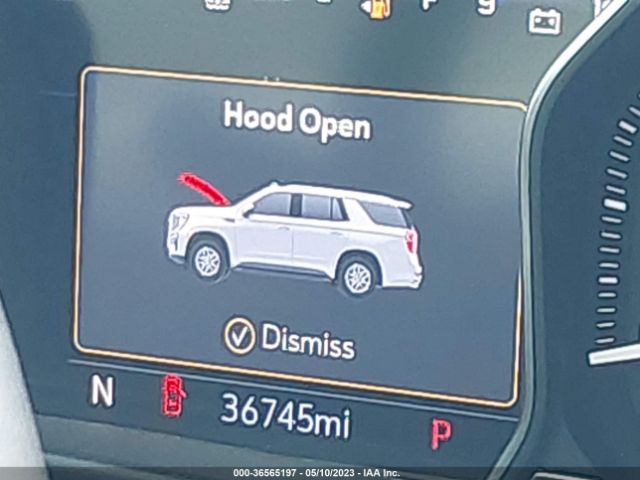 Hood Open
Dismiss
N 36745mi P
000-36565197 - 05/10/2023 - IAA Inc.